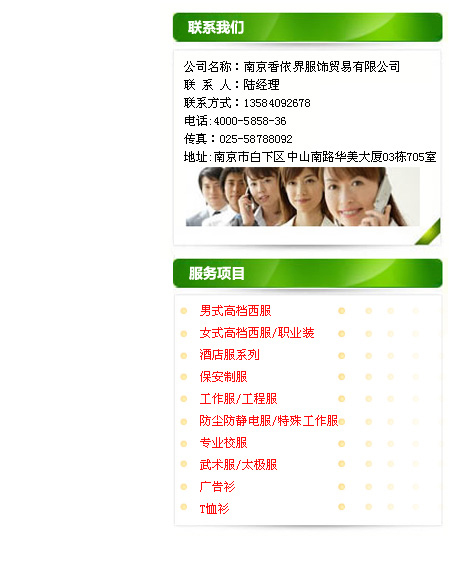 联系我们
公司名称：南京香依界服饰贸易有限公司
联 系 人：陆经理
联系方式：13584092678
电话:4000-5858-36
传真：025-58788092
地址:南京市白下区中山南路华美大厦03栋705室
服务项目
男式高档西服
女式高档西服/职业装
酒店服系列
保安制服
工作服/工程服
防尘防静电服/特殊工作服
专业校服
武术服/太极服
广告衫
T恤衫